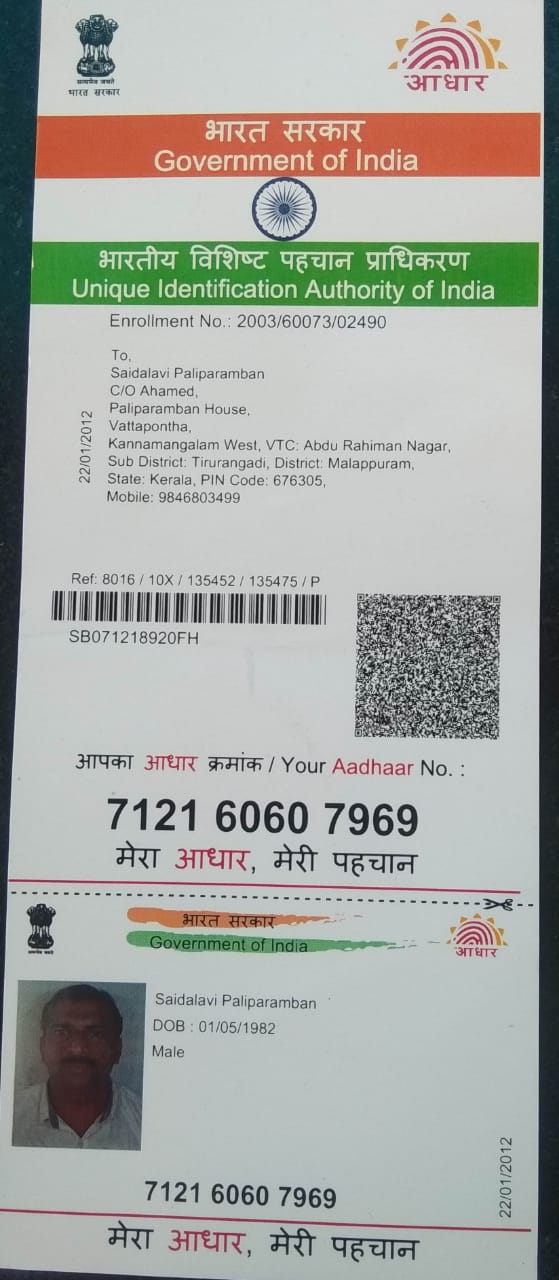 सत्यमेव जयते
भारत सरकार
आधार
भारत सरकार
Government of India
भारतीय विशिष्ट पहचान प्राधिकरण
Unique Identification Authority of India
Enrollment No.: 2003/60073/02490
To,
Saidalavi Paliparamban
C/O Ahamed,
Paliparamban House,
Vattapontha,
Kannamangalam West, VTC: Abdu Rahiman Nagar,
Sub District: Tirurangadi, District: Malappuram,
State: Kerala, PIN Code: 676305,
Mobile: 9846803499
22/01/2012
Ref: 8016 / 10X / 135452 / 135475 / P
SB071218920FH
आपका आधार क्रमांक / Your Aadhaar No. :
7121 6060 7969
मेरा आधार, मेरी पहचान
भारत सरकार
Government of India
आधार
Saidalavi Paliparamban
DOB : 01/05/1982
Male
22/01/2012
7121 6060 7969
मेरा आधार, मेरी पहचान